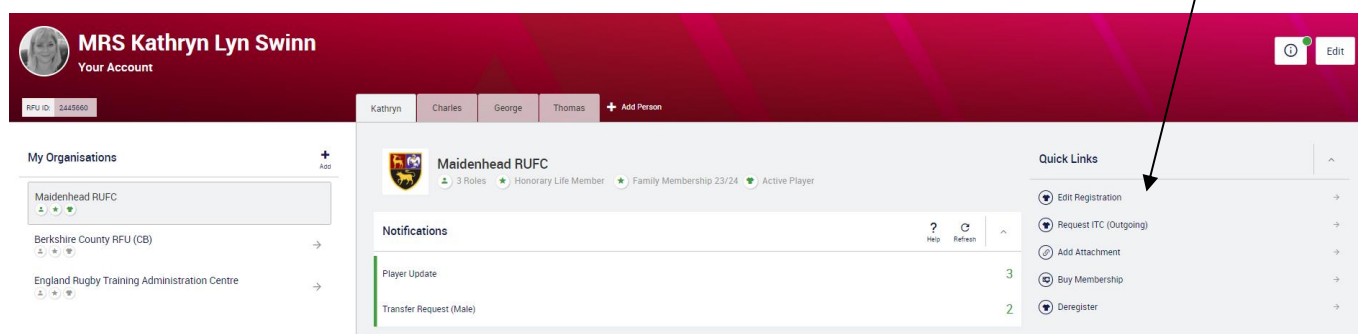 MRS Kathryn Lyn Swinn
Your Account
Edit
RFU ID: 2445660
Kathryn Charles George Thomas + Add Person
My Organisations
Add
Maidenhead RUFC
Berkshire County RFU (CB)
England Rugby Training Administration Centre
Maidenhead RUFC
3 Roles Honorary Life Member Family Membership 23/24 Active Player
Notifications
? Help Refresh
Player Update 3
Transfer Request (Male) 2
Quick Links
Edit Registration
Request ITC (Outgoing)
Add Attachment
Buy Membership
Deregister